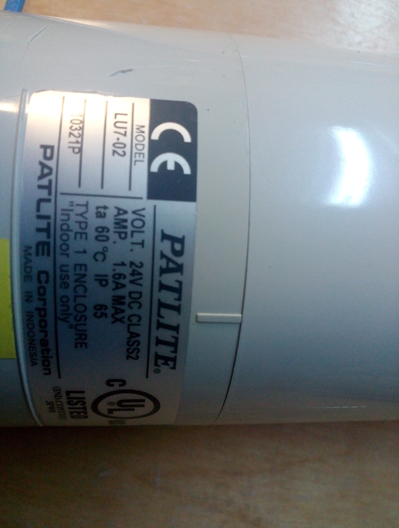 CE
PATLITE®
MODEL
LU7-02
VOLT. 24V DC CLASS2
AMP. 1.6A MAX
ta 60 °C IP 65
TYPE 1 ENCLOSURE
"Indoor use only"
0321P
C UL
LISTED
PATLITE Corporation
MADE IN INDONESIA